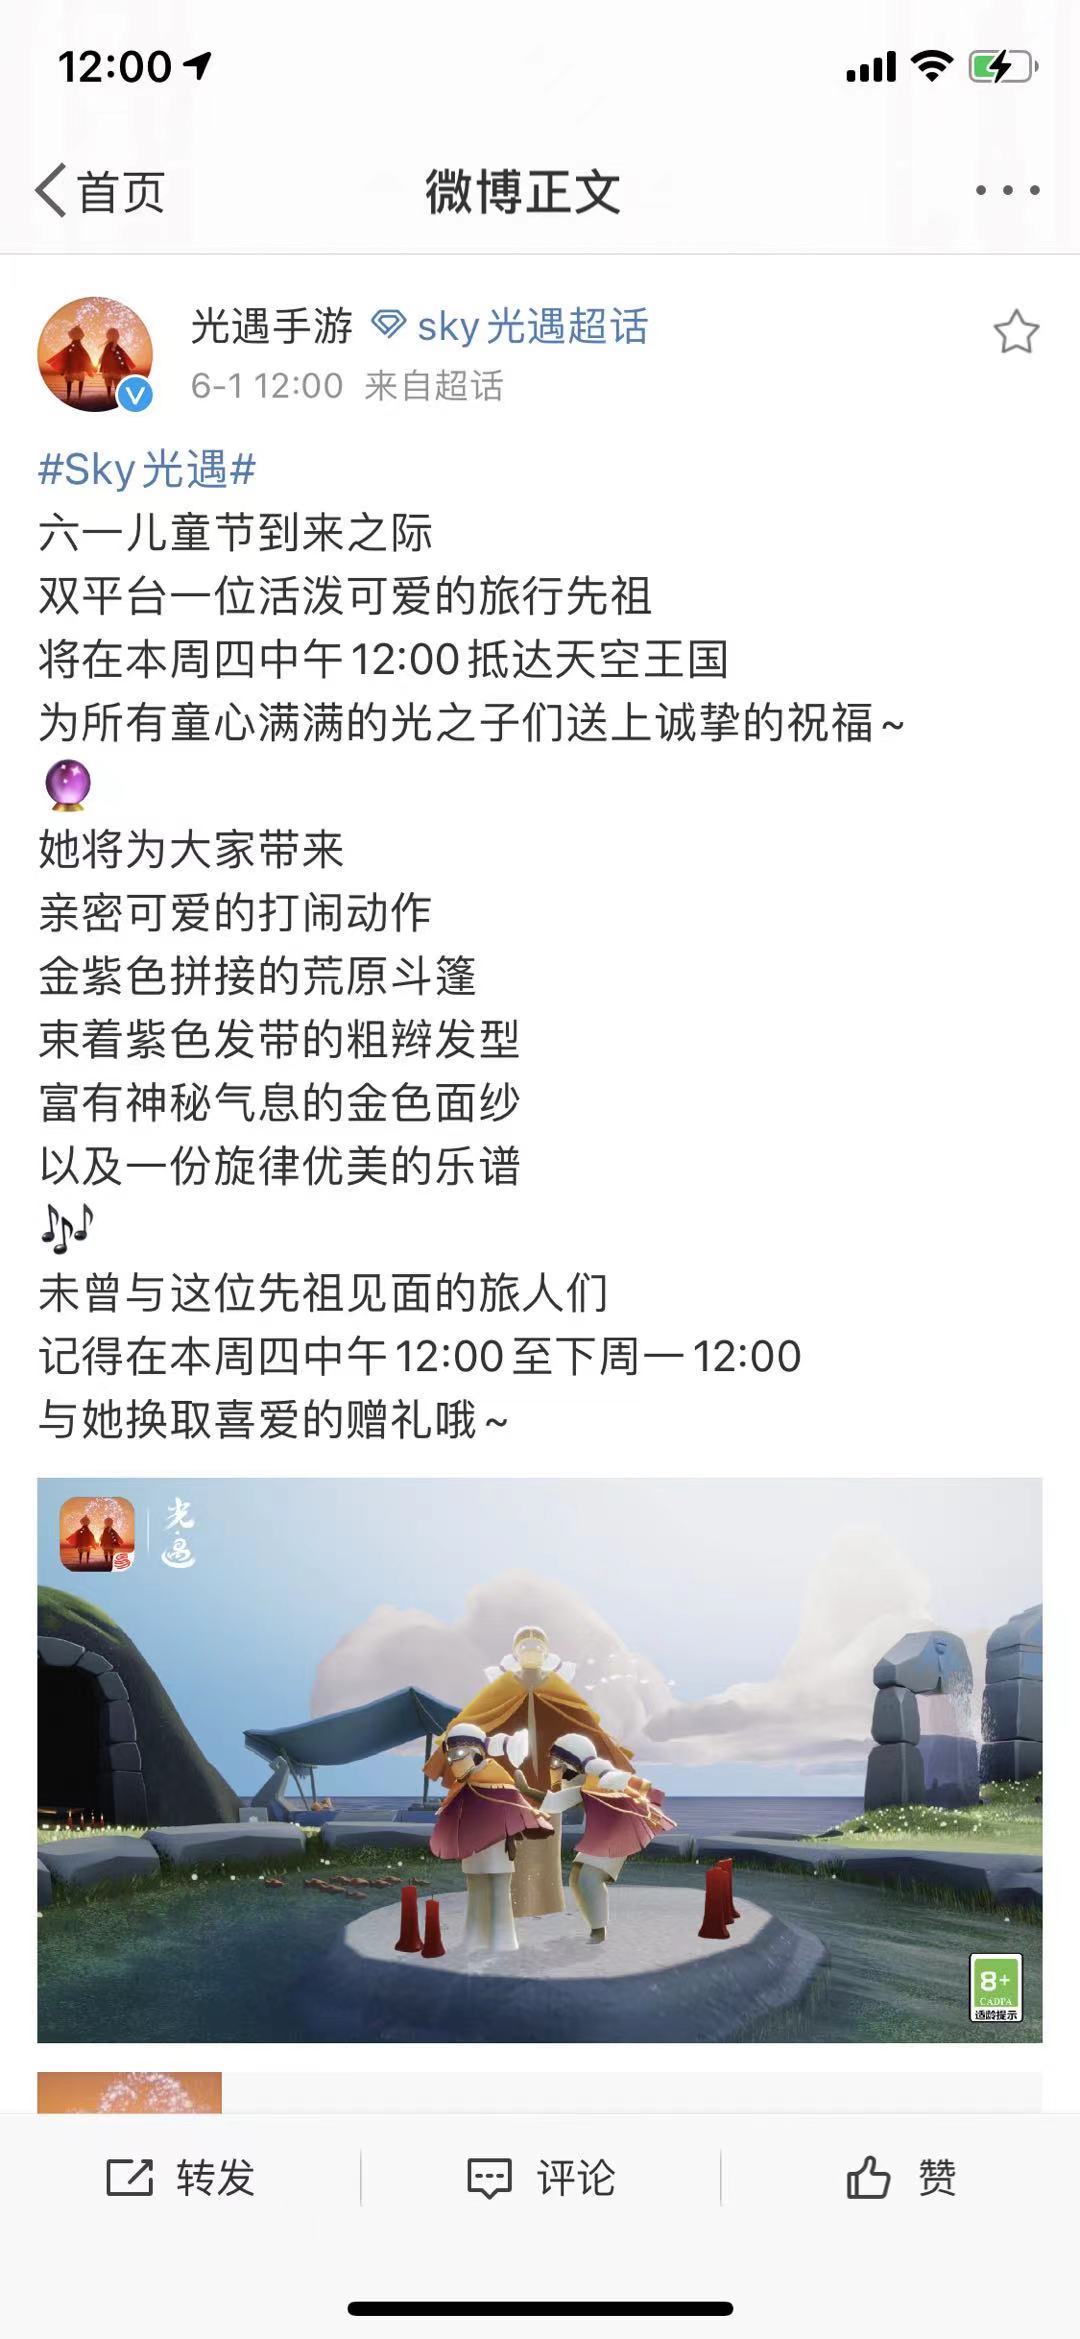 12:00
首页
微博正文
光遇手游 sky光遇超话
6-1 12:00 来自超话
#Sky光遇#
六一儿童节到来之际
双平台一位活泼可爱的旅行先祖
将在本周四中午12:00抵达天空王国
为所有童心满满的光之子们送上诚挚的祝福~
她将为大家带来
亲密可爱的打闹动作
金紫色拼接的荒原斗篷
束着紫色发带的粗辫发型
富有神秘气息的金色面纱
以及一份旋律优美的乐谱
未曾与这位先祖见面的旅人们
记得在本周四中午12:00至下周一12:00
与她换取喜爱的赠礼哦~
光·遇
8+
CADPA
适龄提示
转发
评论
赞